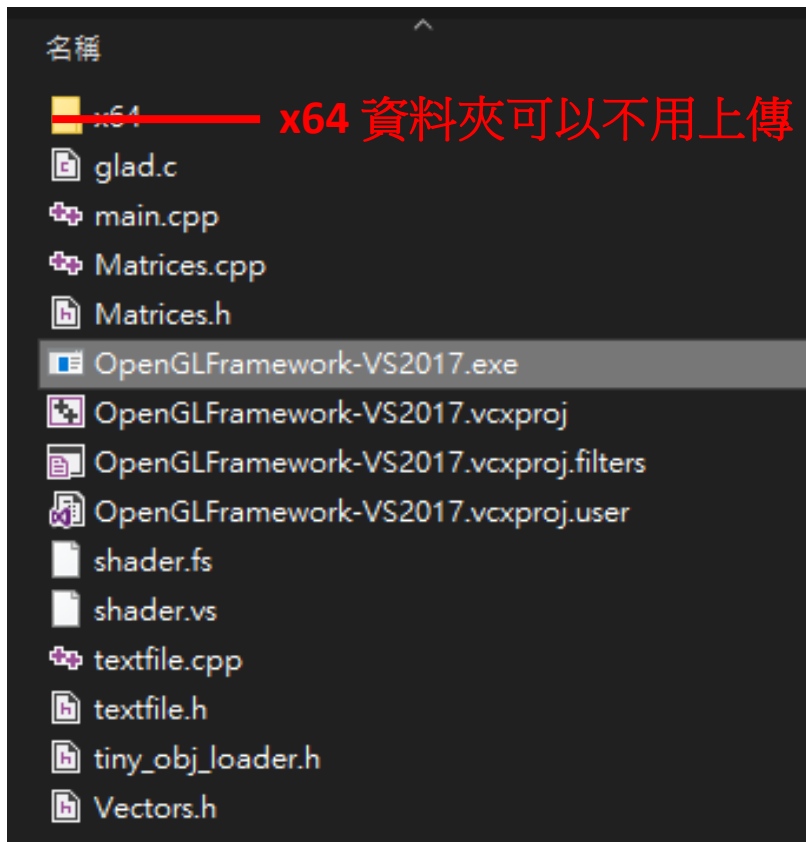 名稱
x64
x64 資料夾可以不用上傳
glad.c
main.cpp
Matrices.cpp
Matrices.h
OpenGLFramework-VS2017.exe
OpenGLFramework-VS2017.vcxproj
OpenGLFramework-VS2017.vcxproj.filters
OpenGLFramework-VS2017.vcxproj.user
shader.fs
shader.vs
textfile.cpp
textfile.h
tiny_obj_loader.h
Vectors.h